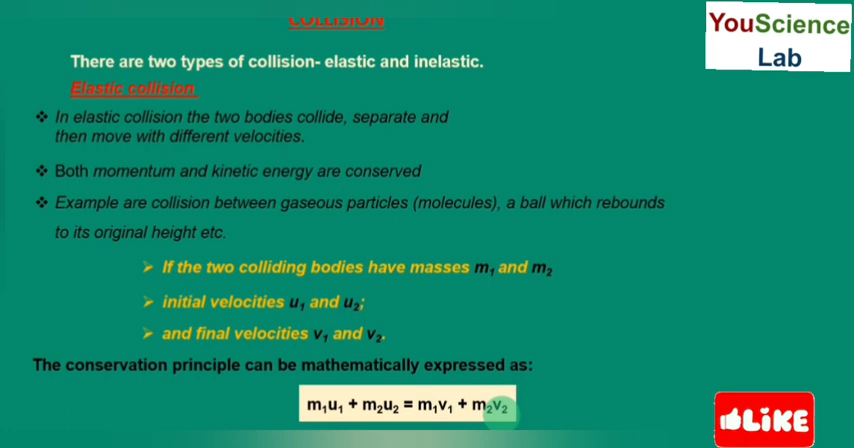 COLLISION
YouScience
Lab
There are two types of collision- elastic and inelastic.
Elastic collision
❖ In elastic collision the two bodies collide, separate and
then move with different velocities.
❖ Both momentum and kinetic energy are conserved
❖ Example are collision between gaseous particles (molecules), a ball which rebounds
to its original height etc.
➢ If the two colliding bodies have masses m₁ and m₂
➢ initial velocities u₁ and u₂;
➢ and final velocities v₁ and v₂.
The conservation principle can be mathematically expressed as:
m₁u₁ + m₂u₂ = m₁v₁ + m₂v₂
LiKE